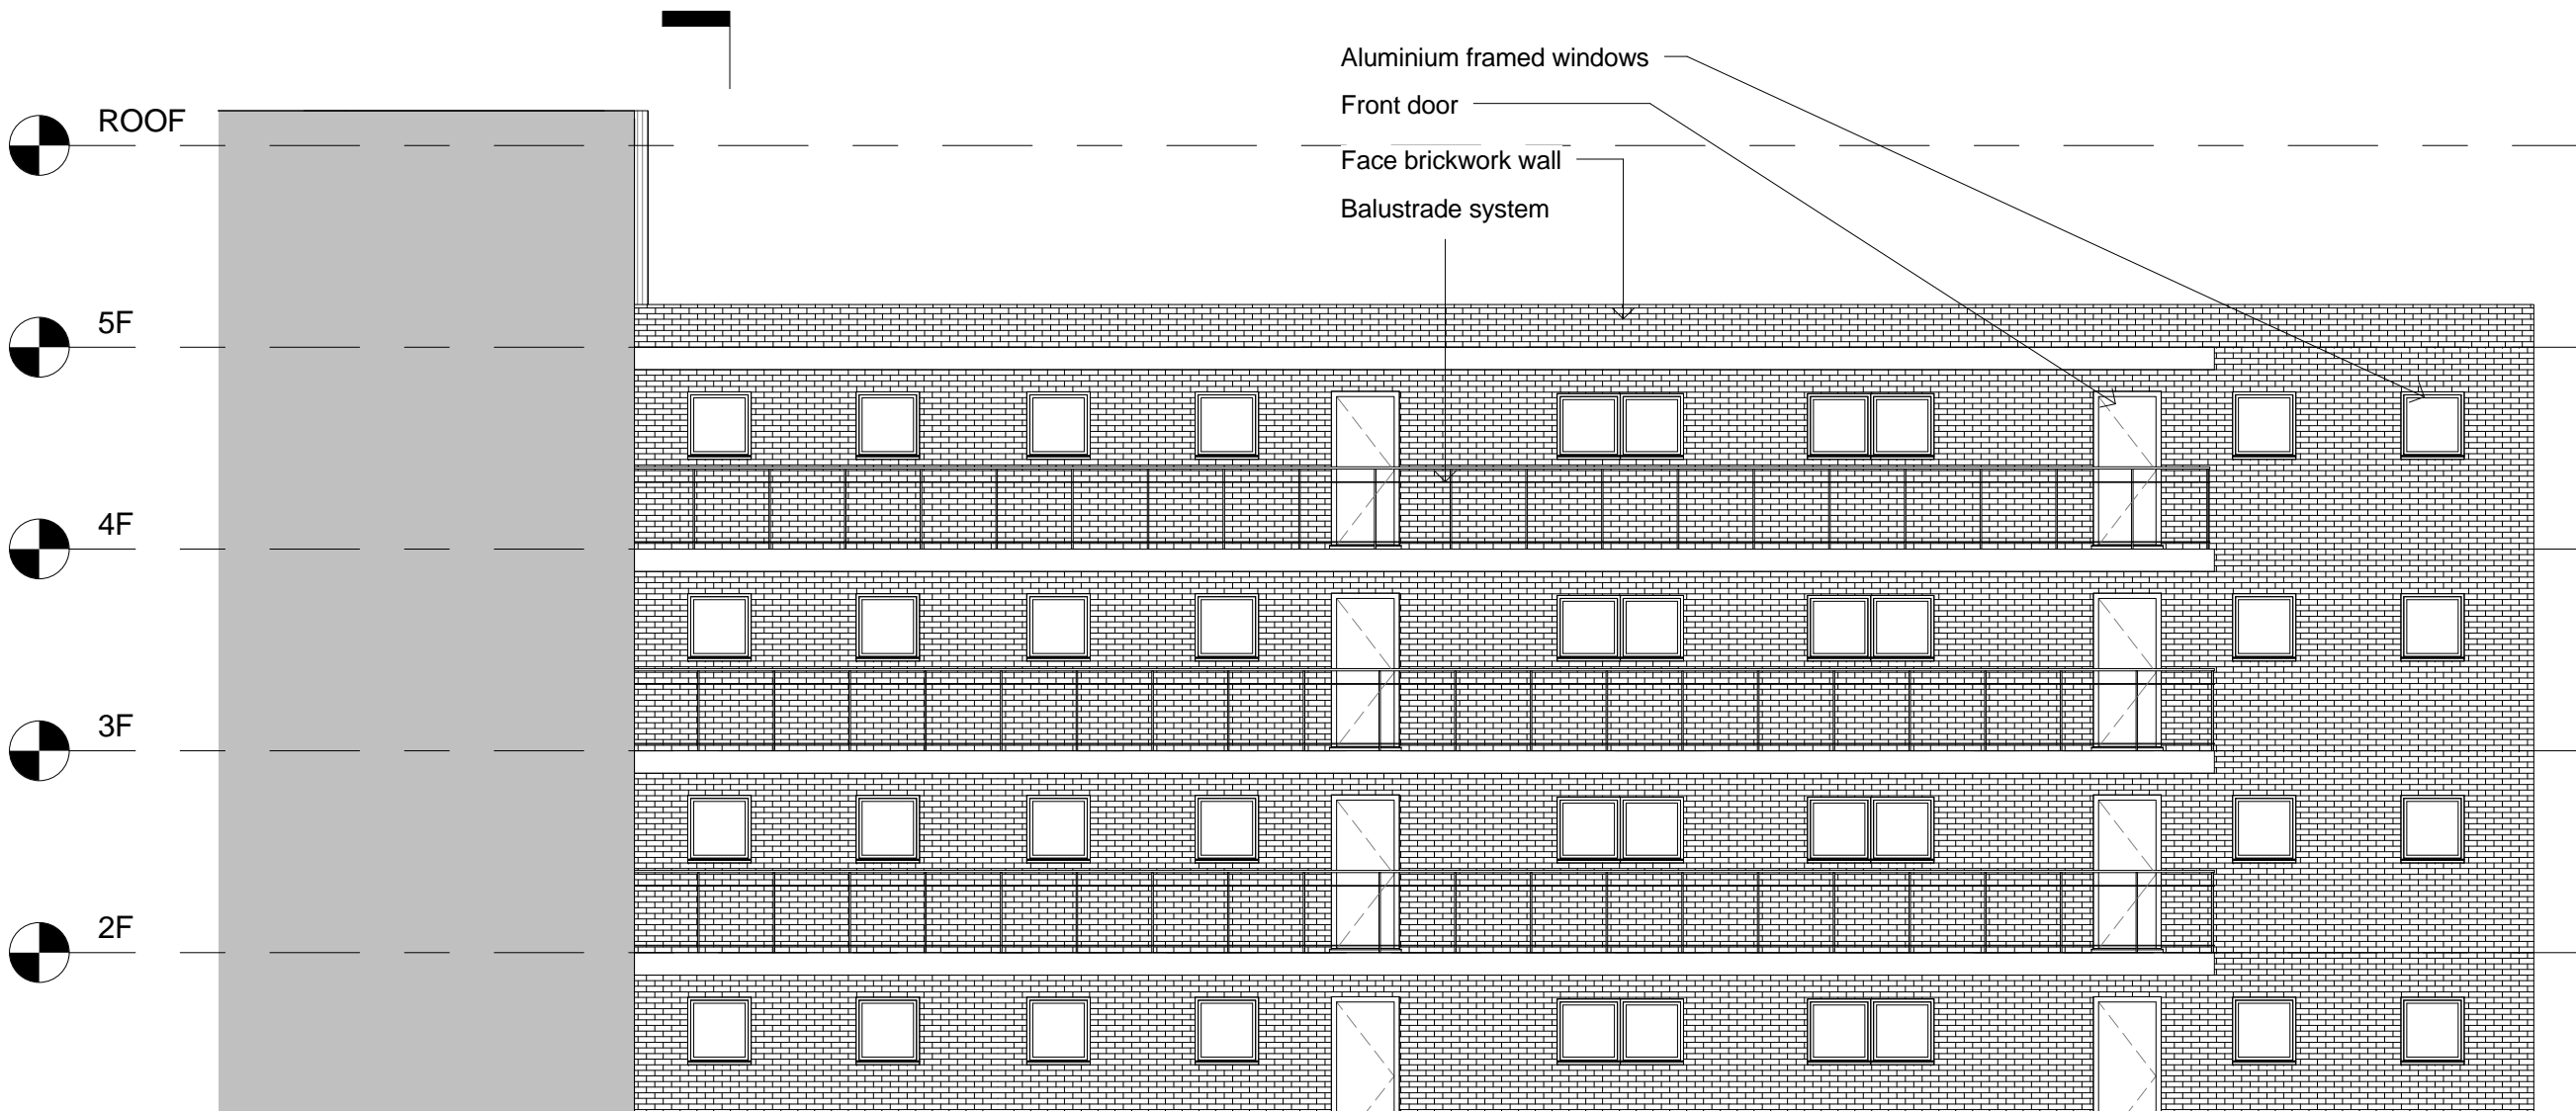 Aluminium framed windows
Front door
ROOF
Face brickwork wall
Balustrade system
5F
4F
3F
2F